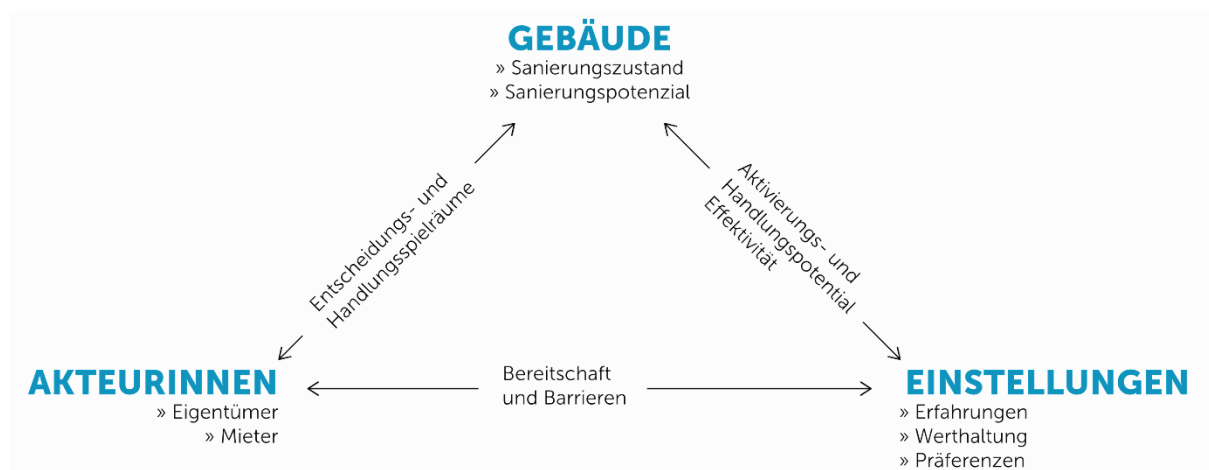 GEBÄUDE
» Sanierungszustand
» Sanierungspotenzial
Entscheidungs- und
Handlungsspielräume
Aktivierungs- und
Handlungspotential
Effektivität
AKTEURINNEN
» Eigentümer
» Mieter
Bereitschaft
und Barrieren
EINSTELLUNGEN
» Erfahrungen
» Werthaltung
» Präferenzen